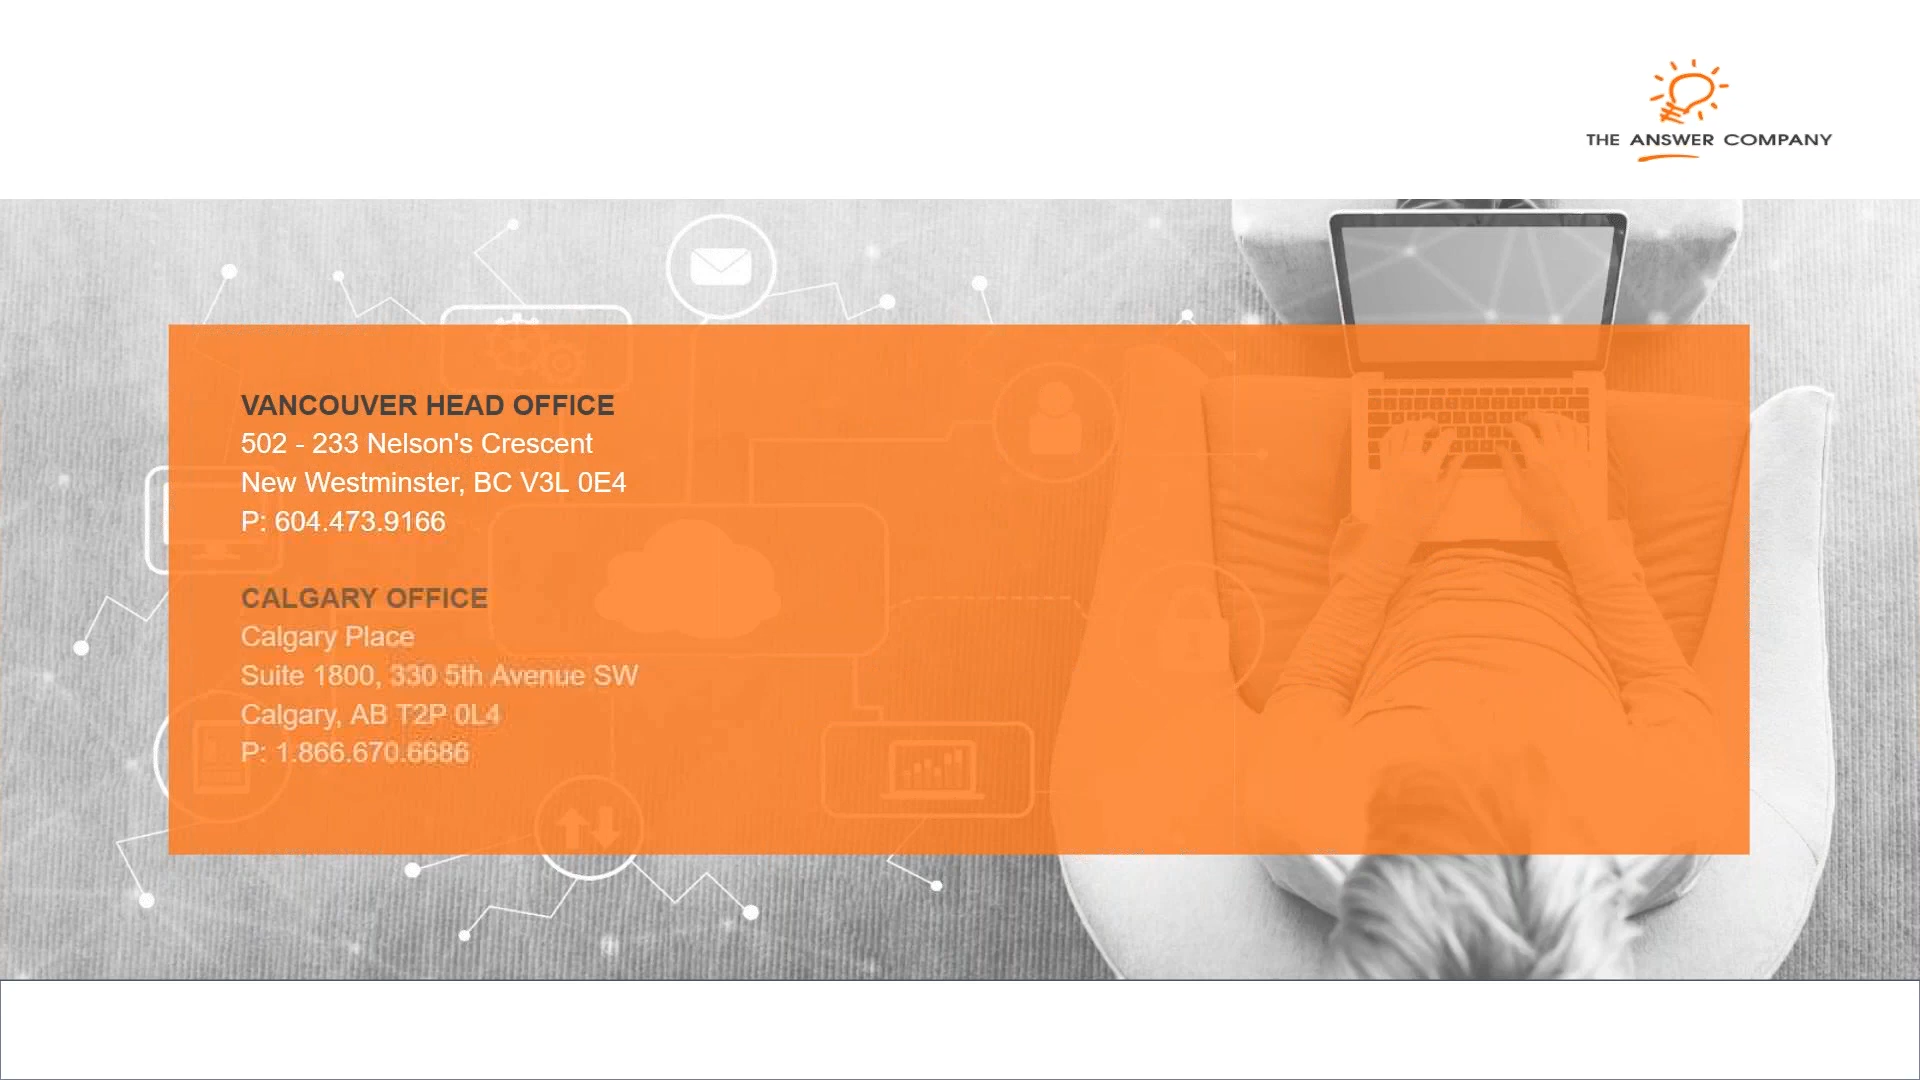 THE ANSWER COMPANY
VANCOUVER HEAD OFFICE
502 - 233 Nelson's Crescent
New Westminster, BC V3L 0E4
P: 604.473.9166
CALGARY OFFICE
Calgary Place
Suite 1800, 330 5th Avenue SW
Calgary, AB T2P 0L4
P: 1.866.670.6686